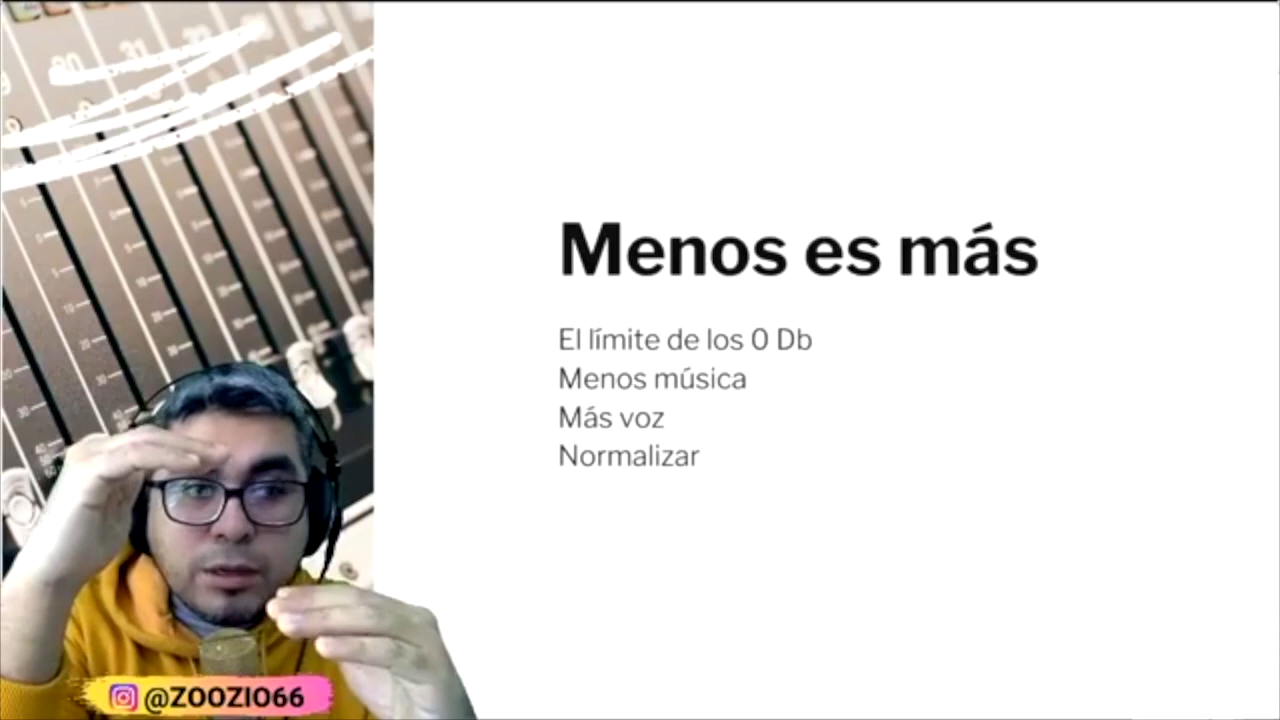 Menos es más
El límite de los 0 Db
Menos música
Más voz
Normalizar
@ZOOZIO66